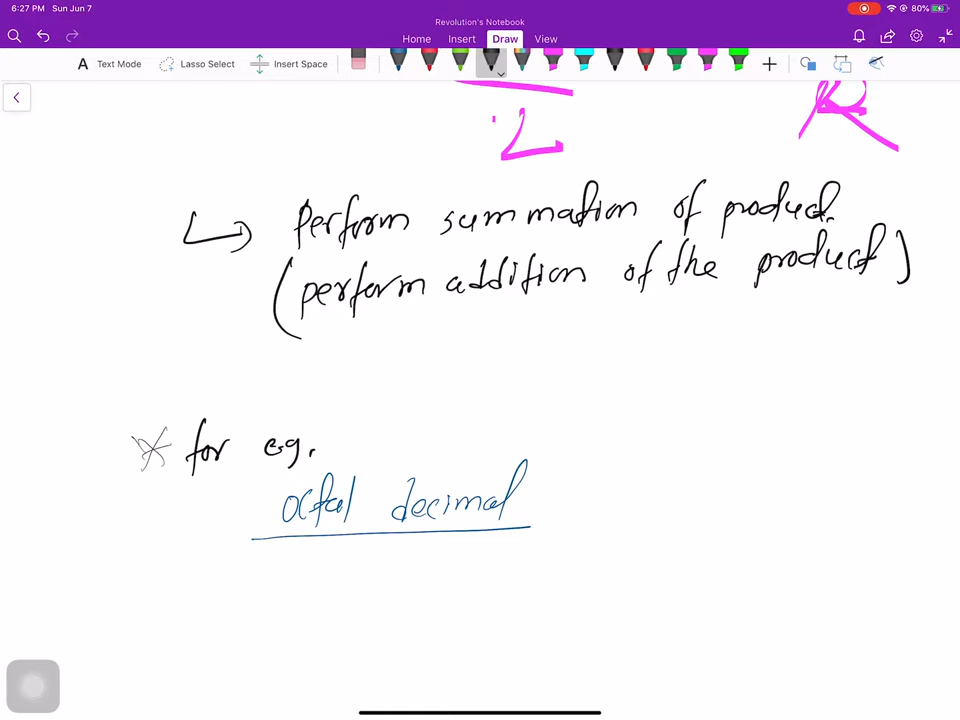 6:27 PM Sun Jun 7
80%
Revolution's Notebook
Home Insert Draw View
A Text Mode Lasso Select Insert Space
2
R
perform summation of product.
(perform addition of the product)
for e.g.
octal decimal